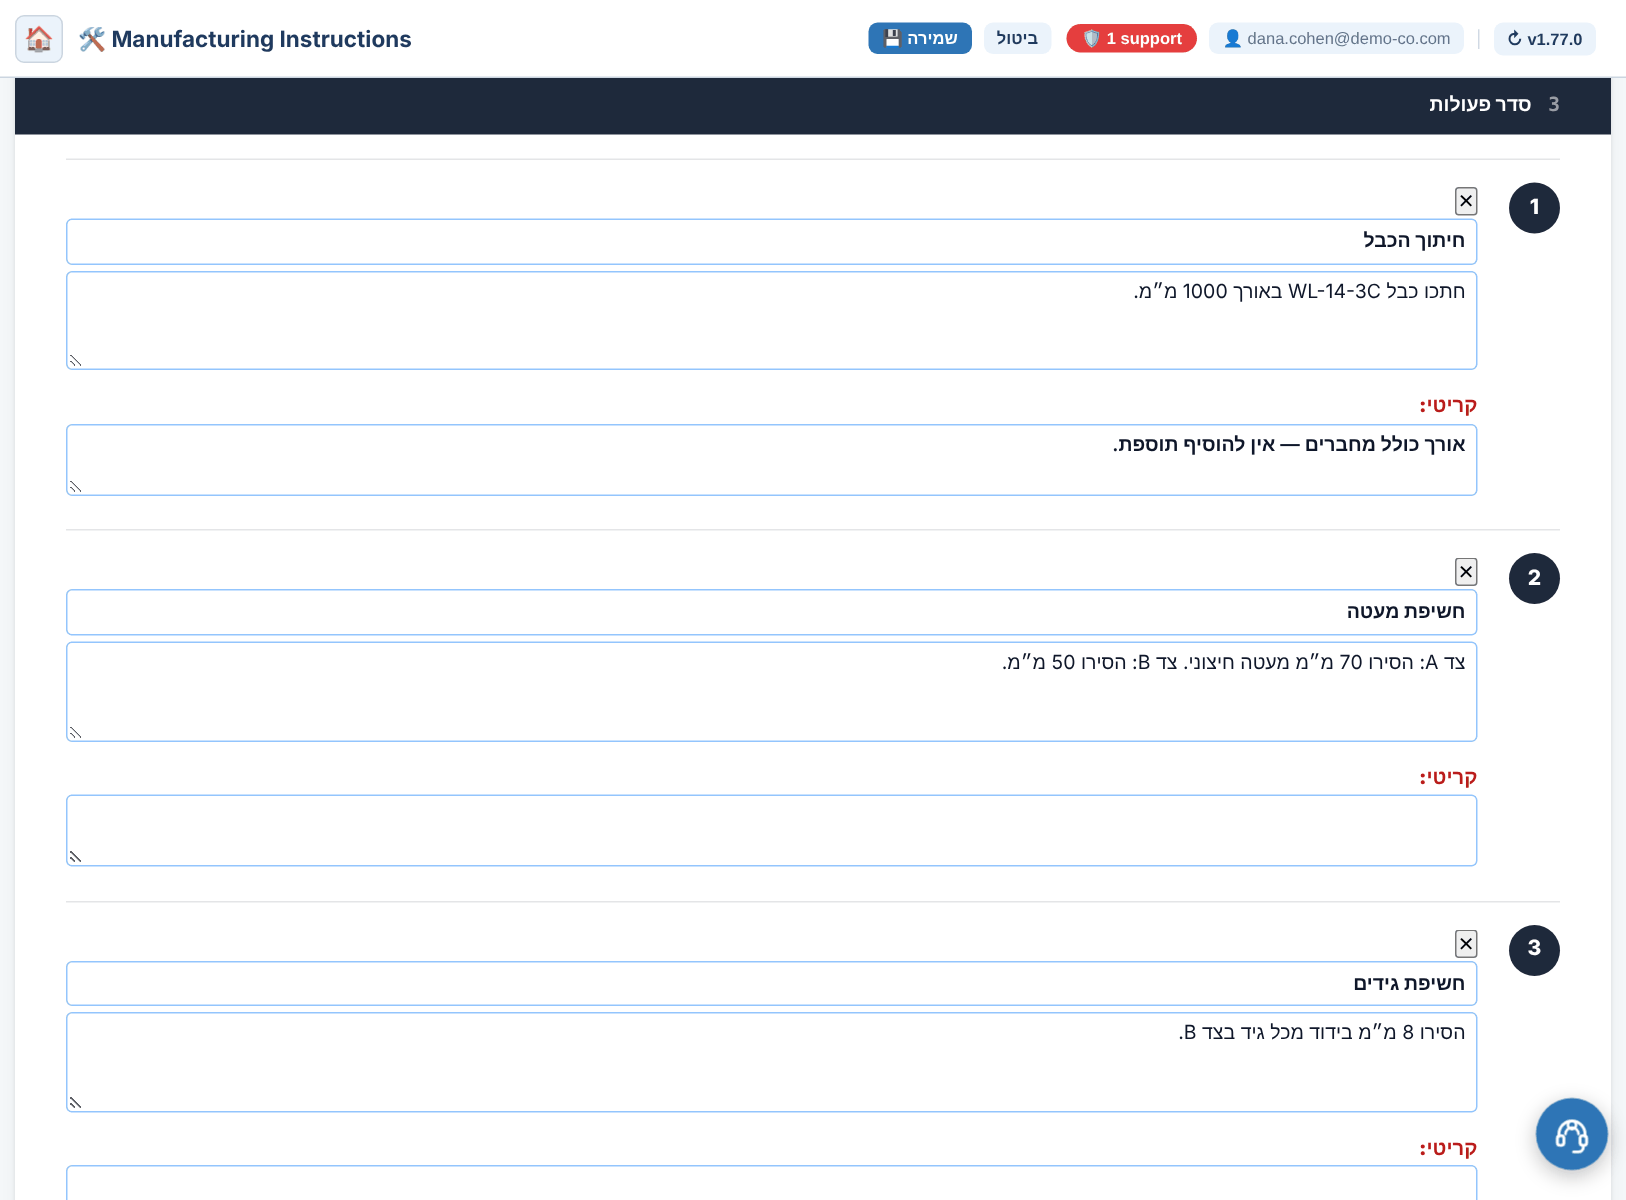 Manufacturing Instructions
שמירה
ביטול
1 support
dana.cohen@demo-co.com
v1.77.0
3 סדר פעולות
1
×
חיתוך הכבל
חתכו כבל WL-14-3C באורך 1000 מ״מ.
קריטי:
אורך כולל מחברים — אין להוסיף תוספת.
2
×
חשיפת מעטה
צד A: הסירו 70 מ״מ מעטה חיצוני. צד B: הסירו 50 מ״מ.
קריטי:
3
×
חשיפת גידים
הסירו 8 מ״מ בידוד מכל גיד בצד B.
קריטי: